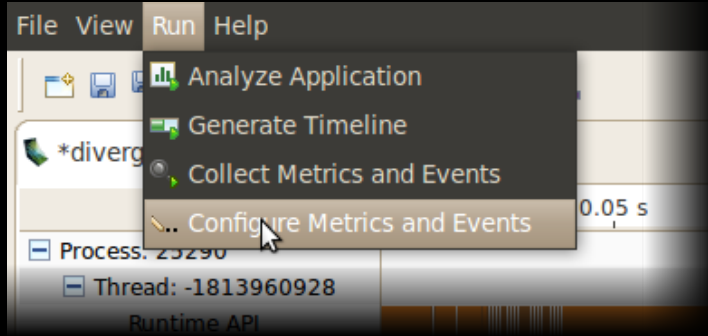 File View Run Help
Analyze Application
Generate Timeline
*diverg
Collect Metrics and Events
Configure Metrics and Events
0.05 s
Process: 25290
Thread: -1813960928
Runtime API